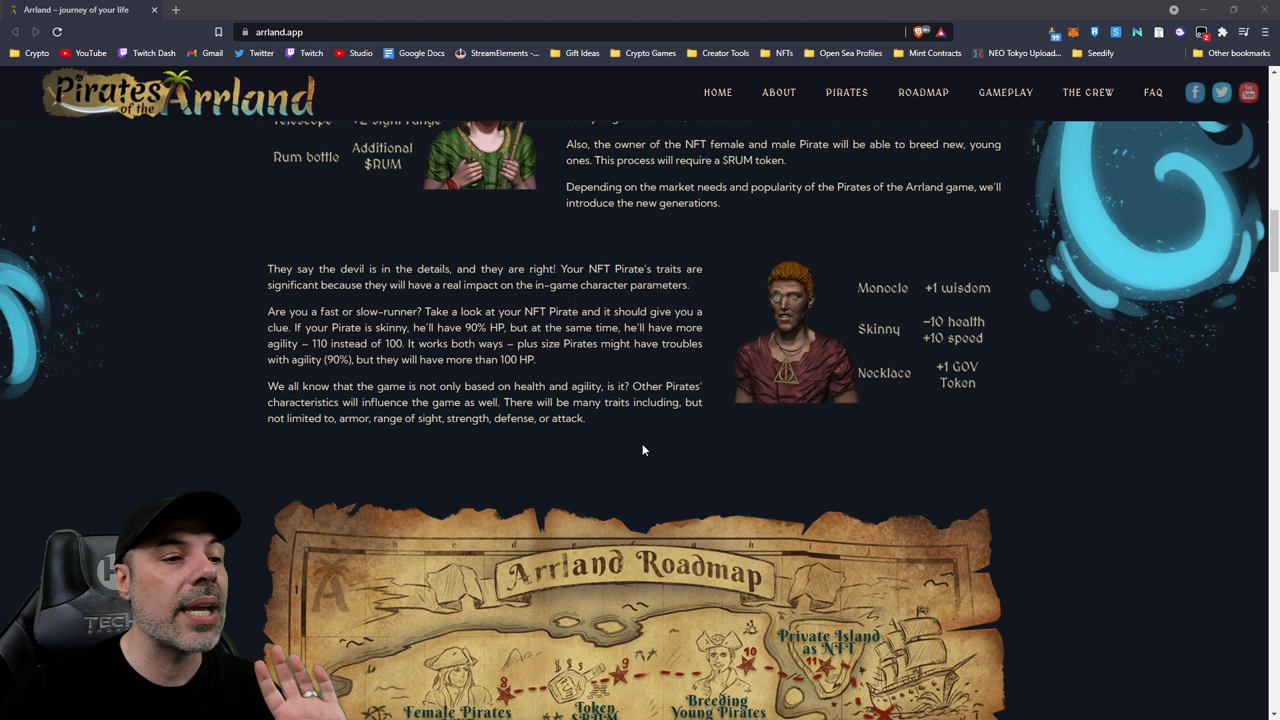 Arrland – journey of your life
arrland.app
Crypto
YouTube
Twitch Dash
Gmail
Twitter
Twitch
Studio
Google Docs
StreamElements -...
Gift Ideas
Crypto Games
Creator Tools
NFTs
Open Sea Profiles
Mint Contracts
NEO Tokyo Upload...
Seedify
Other bookmarks
Pirates of the Arrland
HOME
ABOUT
PIRATES
ROADMAP
GAMEPLAY
THE CREW
FAQ
Telescope +2 sight range
Rum bottle Additional
$RUM
Also, the owner of the NFT female and male Pirate will be able to breed new, young
ones. This process will require a $RUM token.
Depending on the market needs and popularity of the Pirates of the Arrland game, we'll
introduce the new generations.
They say the devil is in the details, and they are right! Your NFT Pirate's traits are
significant because they will have a real impact on the in-game character parameters.
Are you a fast or slow-runner? Take a look at your NFT Pirate and it should give you a
clue. If your Pirate is skinny, he'll have 90% HP, but at the same time, he'll have more
agility – 110 instead of 100. It works both ways – plus size Pirates might have troubles
with agility (90%), but they will have more than 100 HP.
We all know that the game is not only based on health and agility, is it? Other Pirates'
characteristics will influence the game as well. There will be many traits including, but
not limited to, armor, range of sight, strength, defense, or attack.
Monocle +1 wisdom
Skinny -10 health
+10 speed
Necklace +1 GOV
Token
Arrland Roadmap
Private Island
as NFT
8
9
10
11
Female Pirates
Token
$RUM
Breeding
Young Pirates
TECH